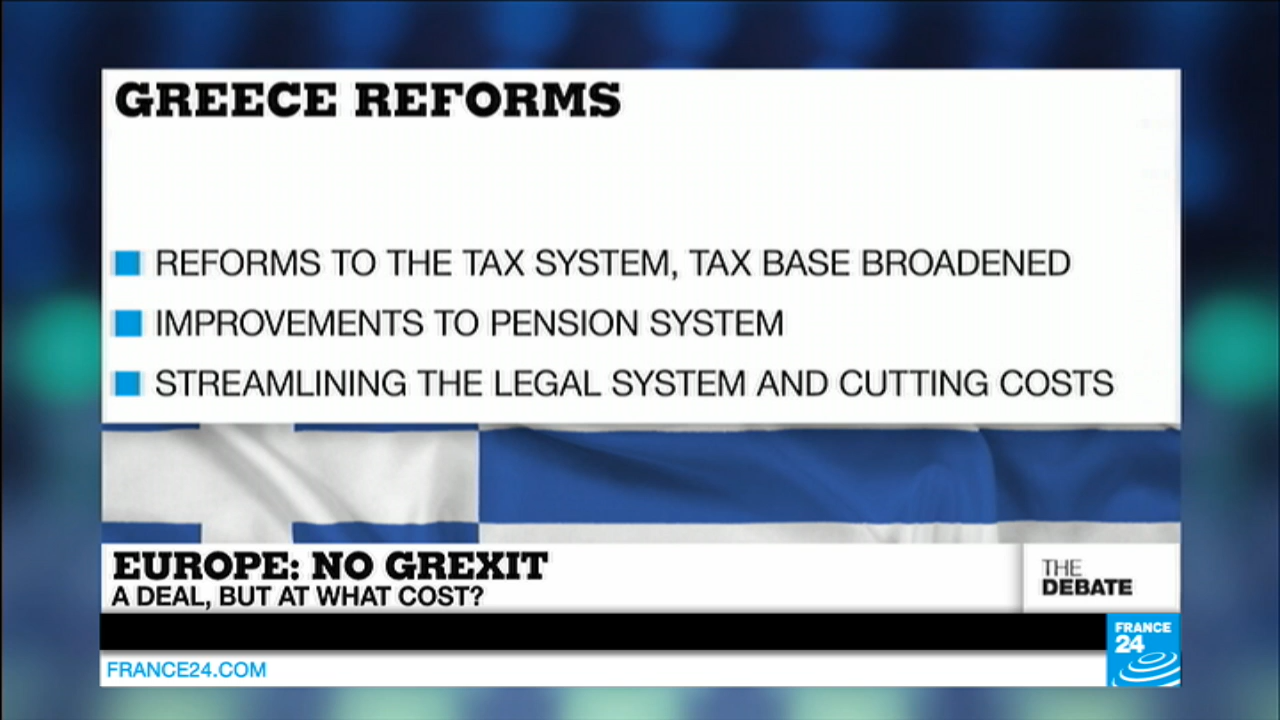 GREECE REFORMS
REFORMS TO THE TAX SYSTEM, TAX BASE BROADENED
IMPROVEMENTS TO PENSION SYSTEM
STREAMLINING THE LEGAL SYSTEM AND CUTTING COSTS
EUROPE: NO GREXIT
A DEAL, BUT AT WHAT COST?
THE
DEBATE
FRANCE
24
FRANCE24.COM